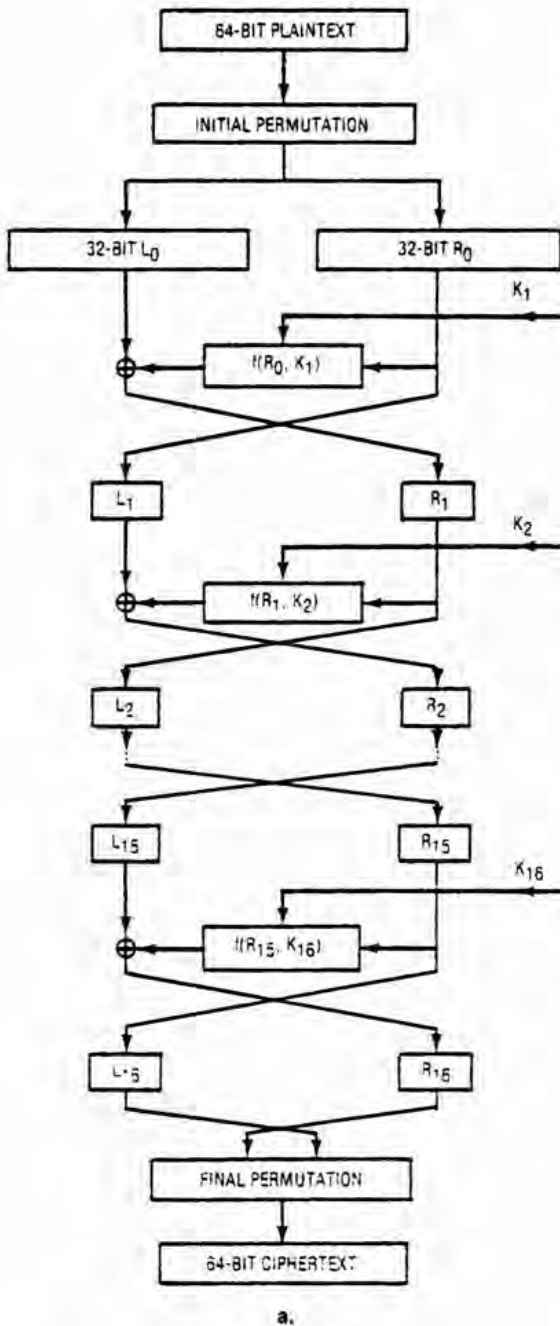 64-BIT PLAINTEXT
INITIAL PERMUTATION
32-BIT L0
32-BIT R0
K1
f(R0, K1)
L1
R1
K2
f(R1, K2)
L2
R2
L15
R15
K16
f(R15, K16)
L16
R16
FINAL PERMUTATION
64-BIT CIPHERTEXT
a.